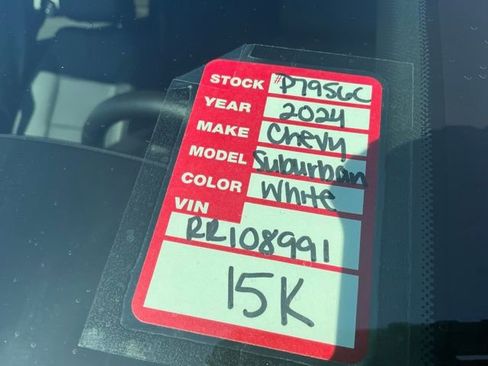 STOCK #P7956C
YEAR 2024
MAKE Chevy
MODEL Suburban
COLOR White
VIN
RR108991
15K